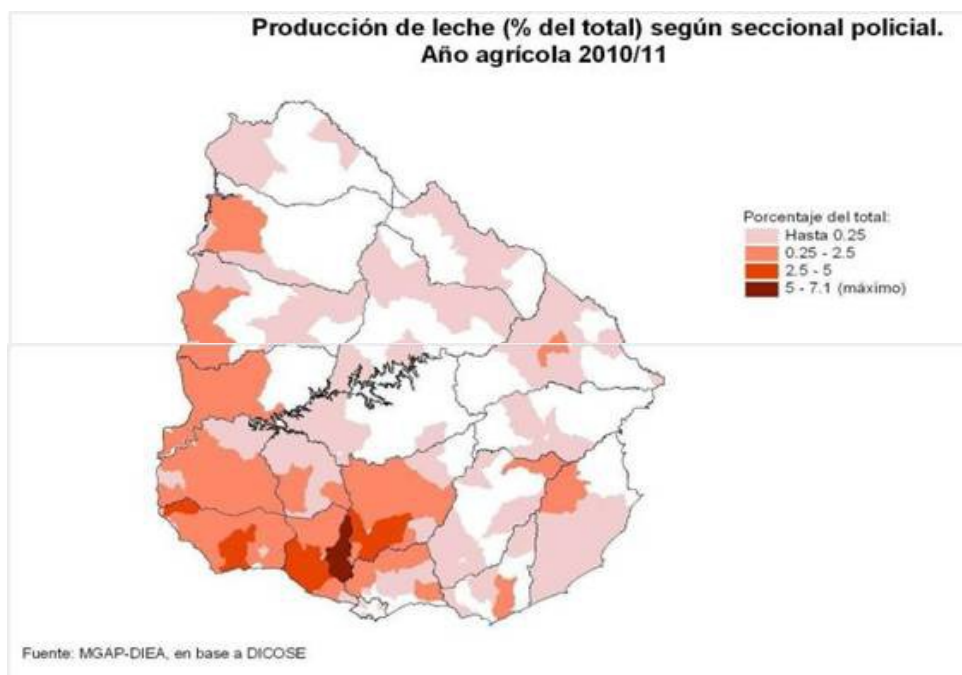 Producción de leche (% del total) según seccional policial.
Año agrícola 2010/11
Porcentaje del total:
Hasta 0.25
0.25 - 2.5
2.5 - 5
5 - 7.1 (máximo)
Fuente: MGAP-DIEA, en base a DICOSE